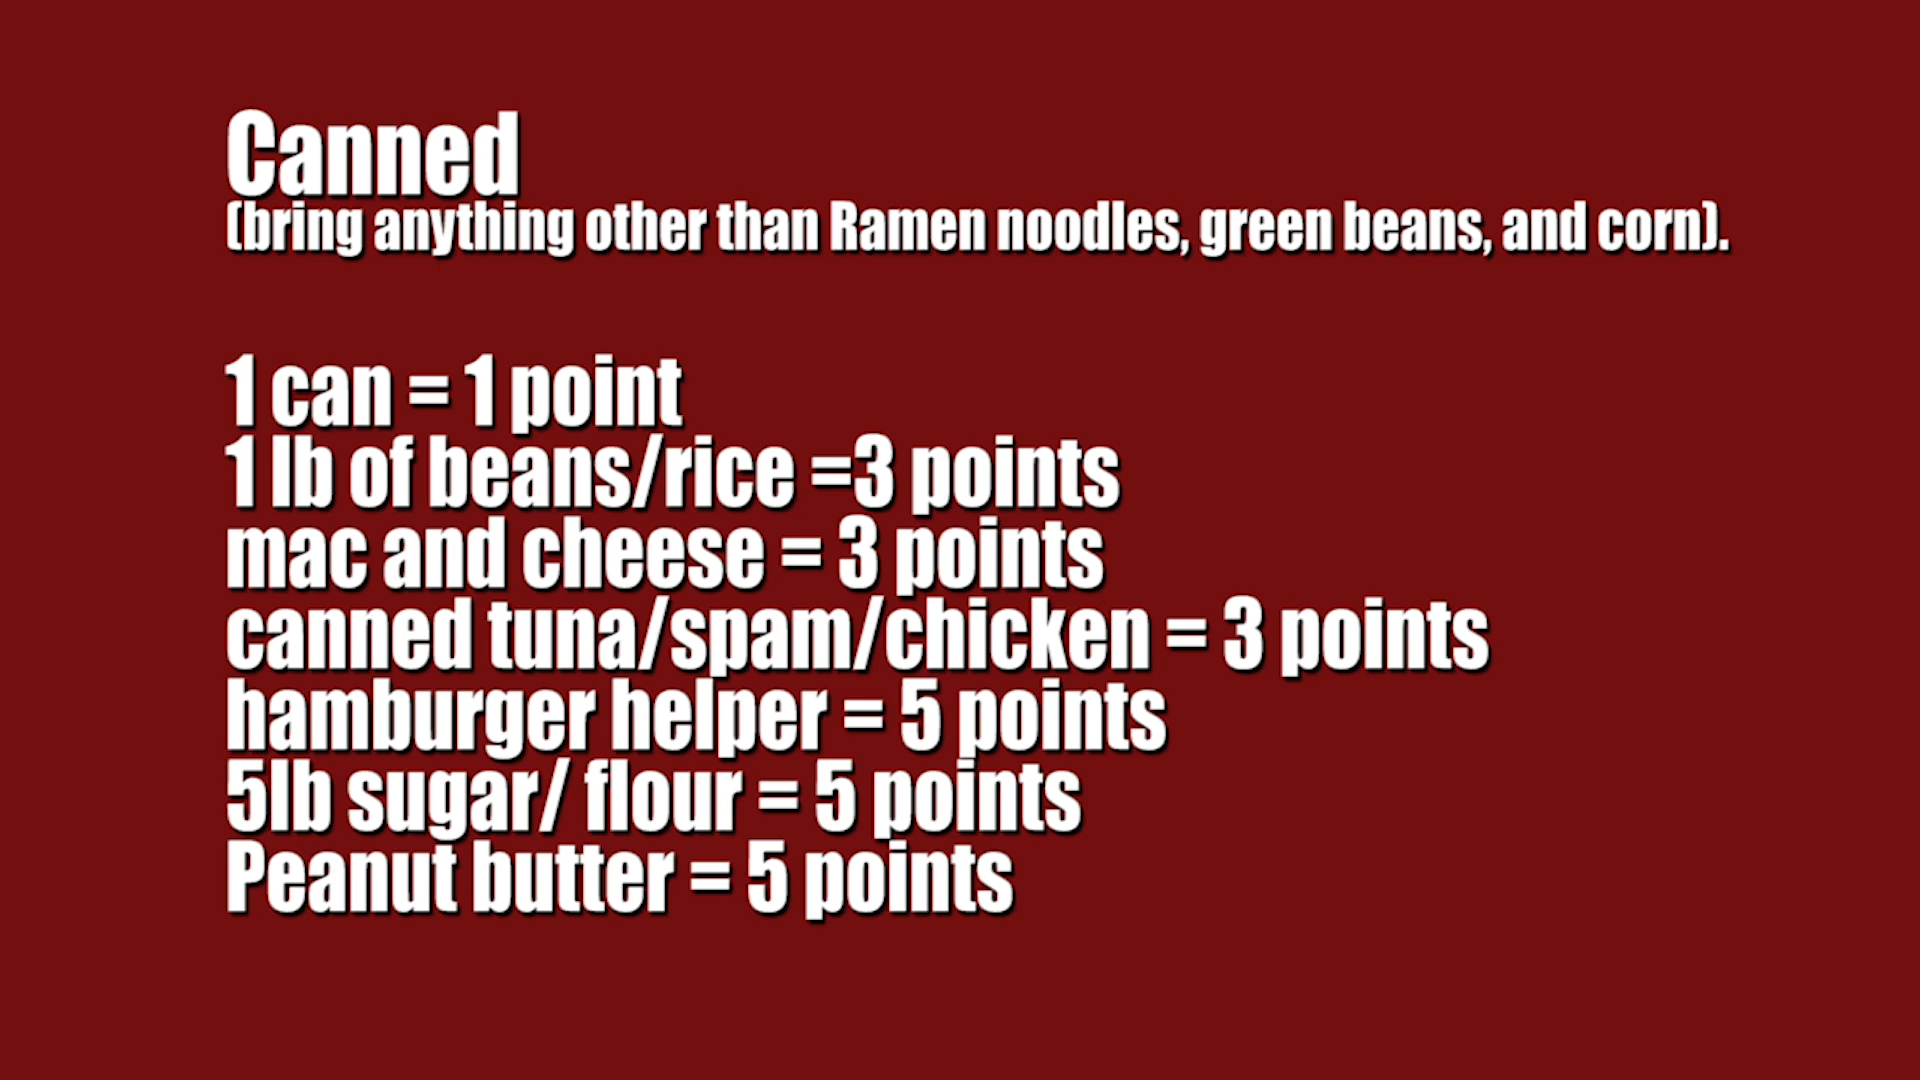 Canned
(bring anything other than Ramen noodles, green beans, and corn).
1 can = 1 point
1 lb of beans/rice =3 points
mac and cheese = 3 points
canned tuna/spam/chicken = 3 points
hamburger helper = 5 points
5lb sugar/ flour = 5 points
Peanut butter = 5 points